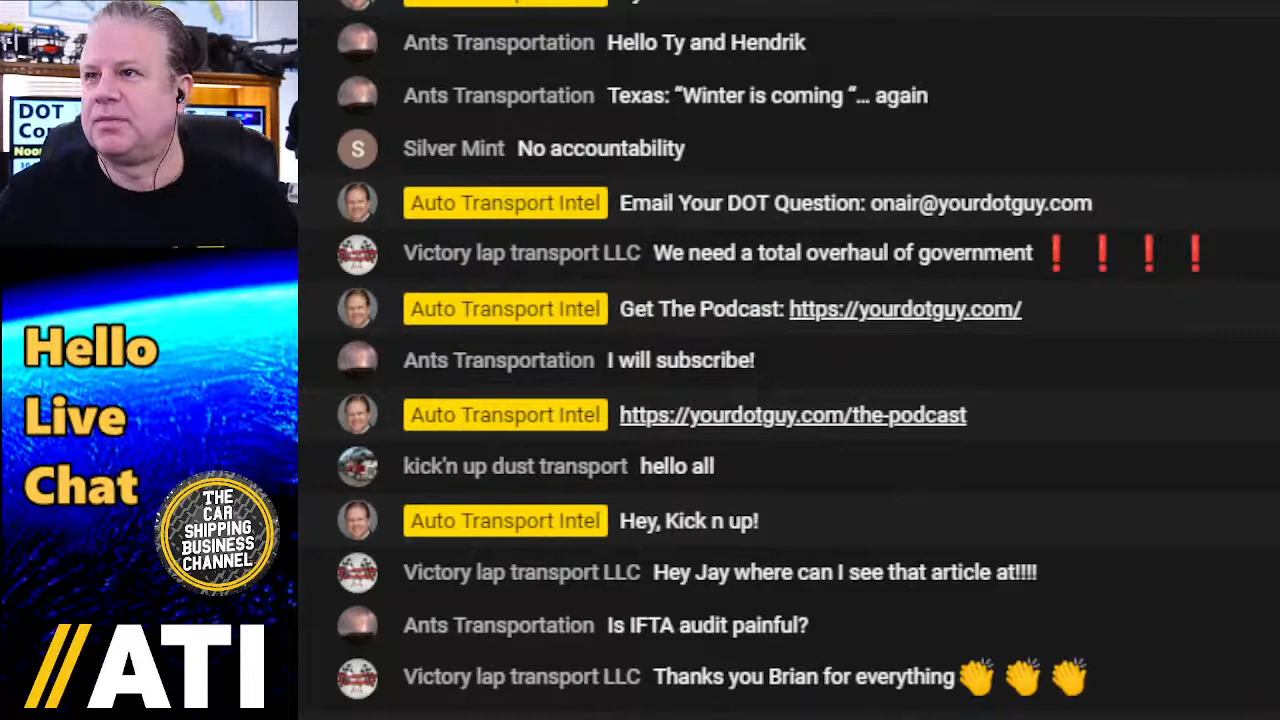 DOT
Co
Noo
Hello
Live
Chat
THE
CAR
SHIPPING
BUSINESS
CHANNEL
//ATI
Ants Transportation Hello Ty and Hendrik
Ants Transportation Texas: “Winter is coming “... again
S Silver Mint No accountability
Auto Transport Intel Email Your DOT Question: onair@yourdotguy.com
Victory lap transport LLC We need a total overhaul of government ❗ ❗ ❗ ❗
Auto Transport Intel Get The Podcast: https://yourdotguy.com/
Ants Transportation I will subscribe!
Auto Transport Intel https://yourdotguy.com/the-podcast
kick'n up dust transport hello all
Auto Transport Intel Hey, Kick n up!
Victory lap transport LLC Hey Jay where can I see that article at!!!!
Ants Transportation Is IFTA audit painful?
Victory lap transport LLC Thanks you Brian for everything 👏 👏 👏